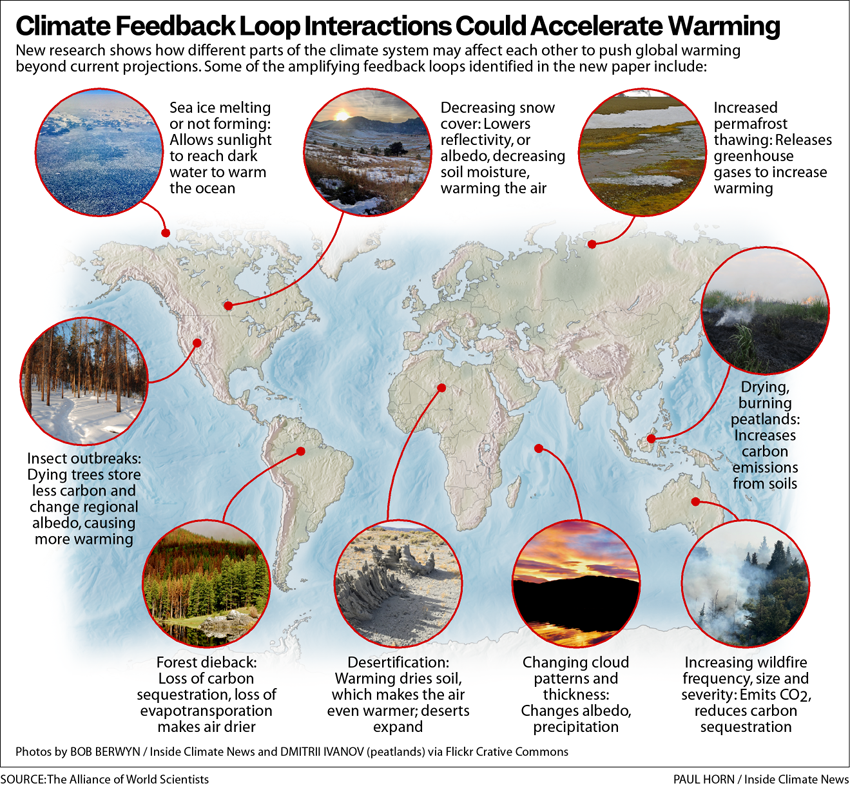 Climate Feedback Loop Interactions Could Accelerate Warming
New research shows how different parts of the climate system may affect each other to push global warming
beyond current projections. Some of the amplifying feedback loops identified in the new paper include:
Sea ice melting
or not forming:
Allows sunlight
to reach dark
water to warm
the ocean
Decreasing snow
cover: Lowers
reflectivity, or
albedo, decreasing
soil moisture,
warming the air
Increased
permafrost
thawing: Releases
greenhouse
gases to increase
warming
Drying,
burning
peatlands:
Increases
carbon
emissions
from soils
Insect outbreaks:
Dying trees store
less carbon and
change regional
albedo, causing
more warming
Forest dieback:
Loss of carbon
sequestration, loss of
evapotransporation
makes air drier
Desertification:
Warming dries soil,
which makes the air
even warmer; deserts
expand
Changing cloud
patterns and
thickness:
Changes albedo,
precipitation
Increasing wildfire
frequency, size and
severity: Emits CO2,
reduces carbon
sequestration
Photos by BOB BERWYN / Inside Climate News and DMITRII IVANOV (peatlands) via Flickr Crative Commons
SOURCE: The Alliance of World Scientists
PAUL HORN / Inside Climate News